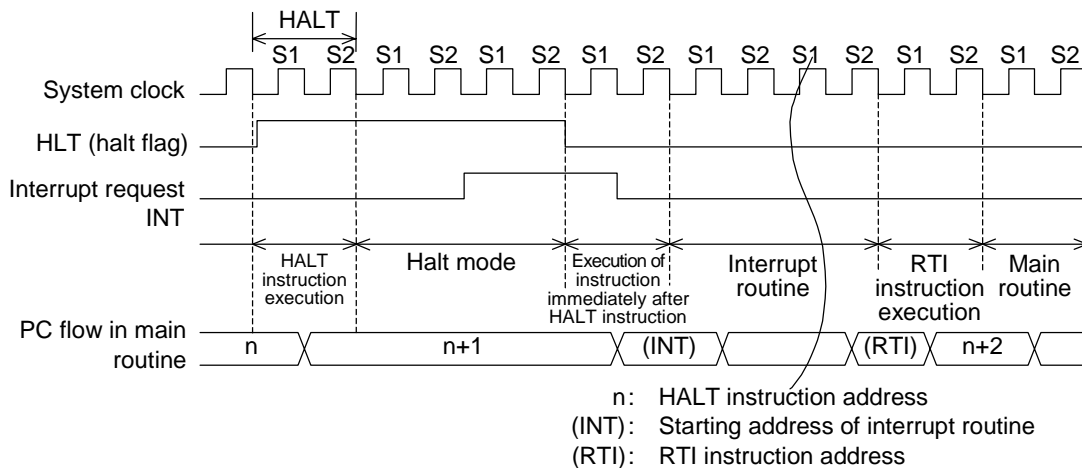 HALT
S1 S2 S1 S2 S1 S2 S1 S2 S1 S2 S1 S2 S1 S2 S1 S2
System clock
HLT (halt flag)
Interrupt request
INT
HALT
instruction
execution
Halt mode
Execution of
instruction
immediately after
HALT instruction
Interrupt
routine
RTI
instruction
execution
Main
routine
PC flow in main
routine
n n+1 (INT) (RTI) n+2
n: HALT instruction address
(INT): Starting address of interrupt routine
(RTI): RTI instruction address